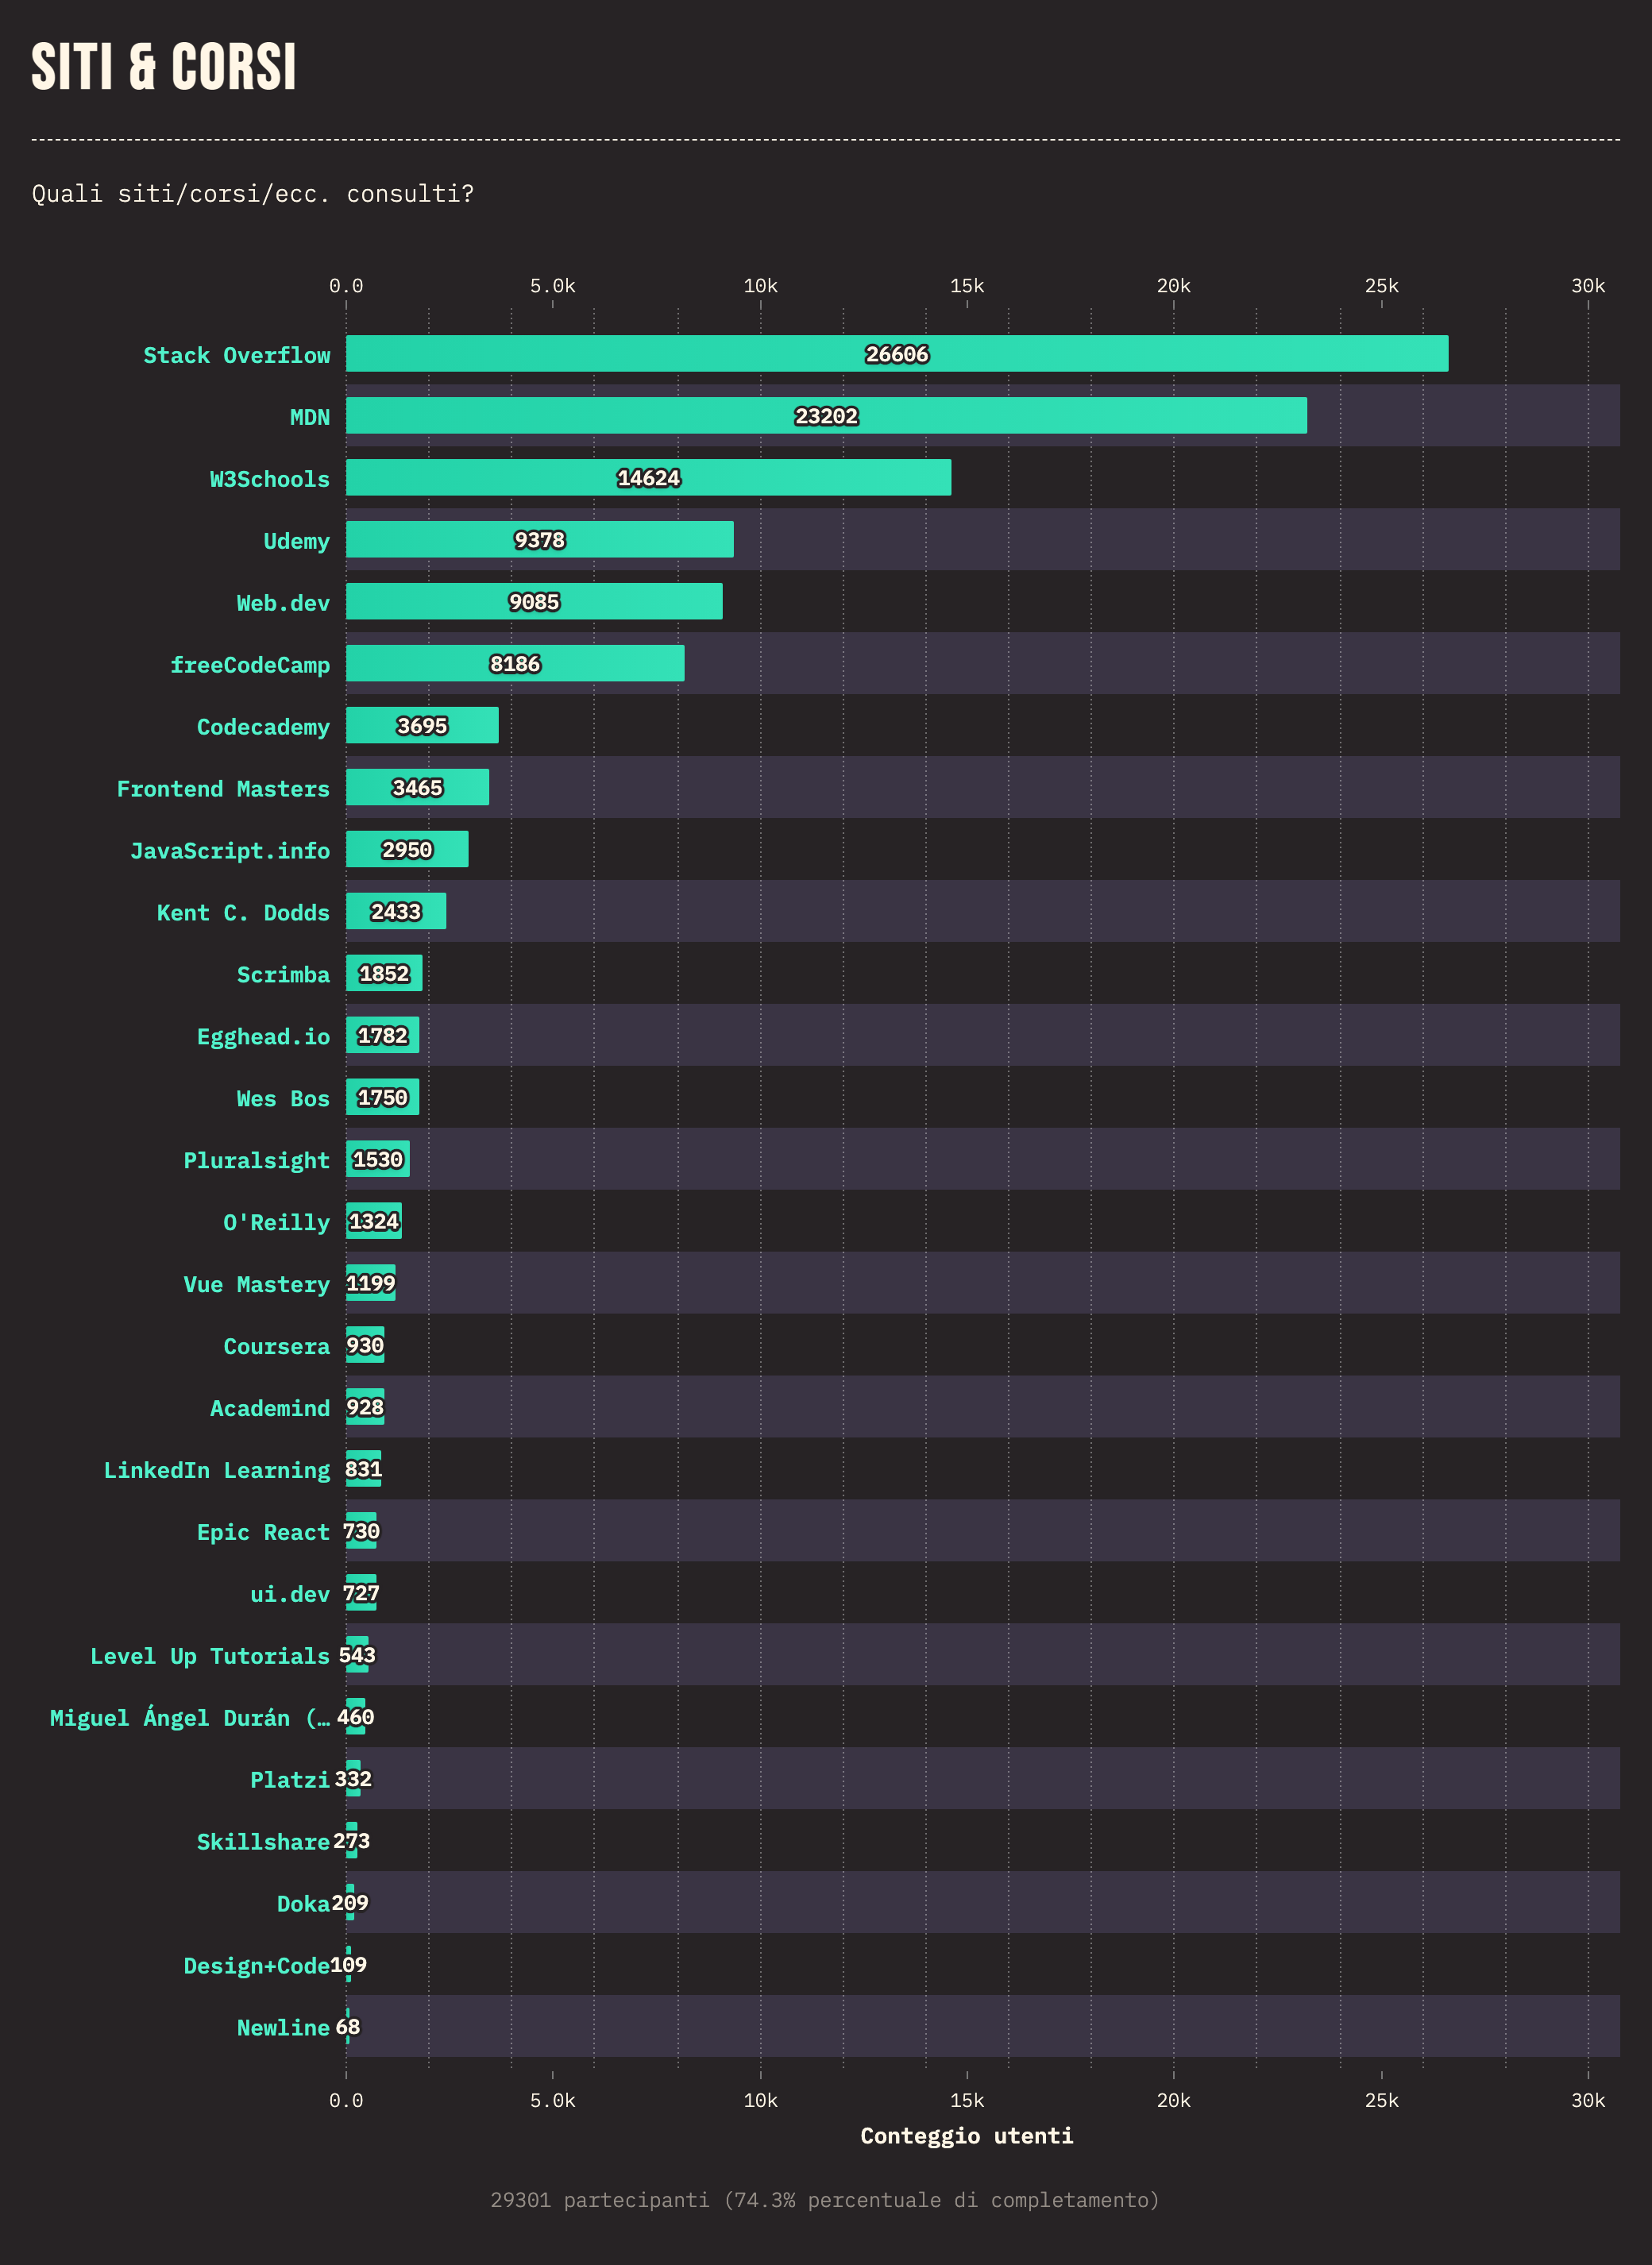 SITI & CORSI
Quali siti/corsi/ecc. consulti?
0.0 5.0k 10k 15k 20k 25k 30k
Stack Overflow 26606
MDN 23202
W3Schools 14624
Udemy 9378
Web.dev 9085
freeCodeCamp 8186
Codecademy 3695
Frontend Masters 3465
JavaScript.info 2950
Kent C. Dodds 2433
Scrimba 1852
Egghead.io 1782
Wes Bos 1750
Pluralsight 1530
O'Reilly 1324
Vue Mastery 1199
Coursera 930
Academind 928
LinkedIn Learning 831
Epic React 730
ui.dev 727
Level Up Tutorials 543
Miguel Ángel Durán (… 460
Platzi 332
Skillshare 273
Doka 209
Design+Code 109
Newline 68
0.0 5.0k 10k 15k 20k 25k 30k
Conteggio utenti
29301 partecipanti (74.3% percentuale di completamento)